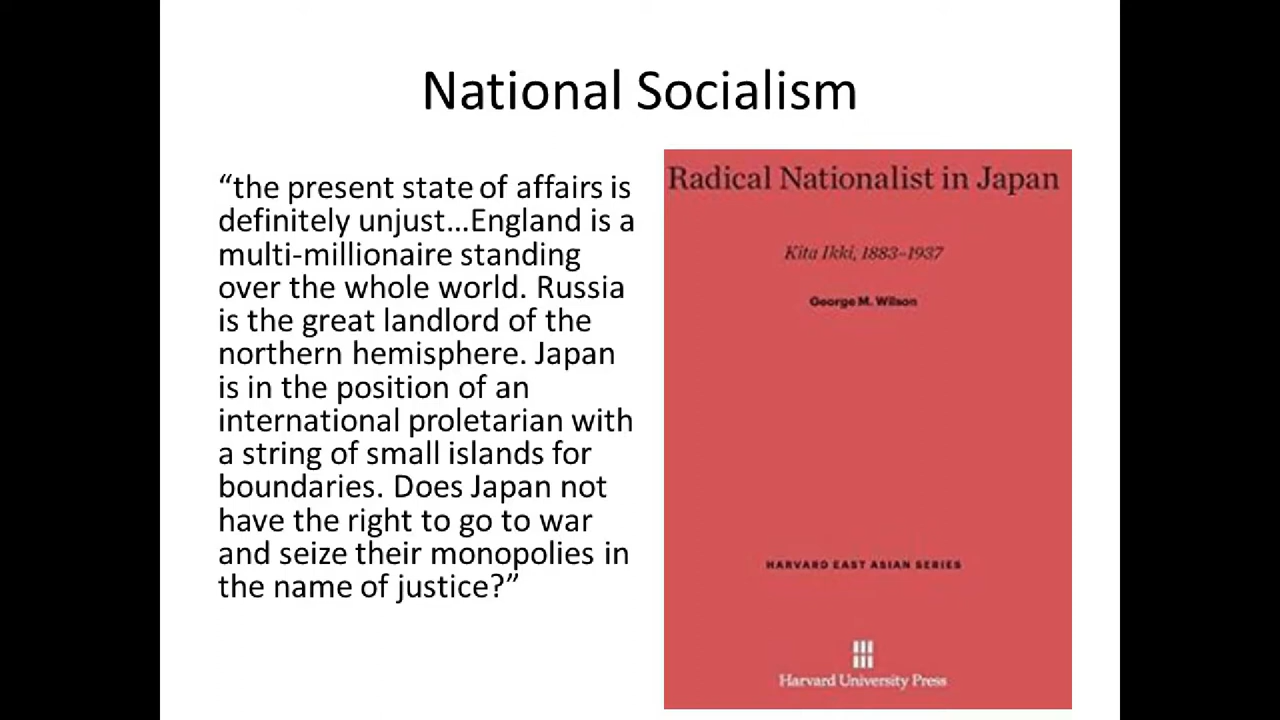 National Socialism
“the present state of affairs is
definitely unjust...England is a
multi-millionaire standing
over the whole world. Russia
is the great landlord of the
northern hemisphere. Japan
is in the position of an
international proletarian with
a string of small islands for
boundaries. Does Japan not
have the right to go to war
and seize their monopolies in
the name of justice?”
Radical Nationalist in Japan
Kita Ikki, 1883–1937
George M. Wilson
HARVARD EAST ASIAN SERIES
Harvard University Press